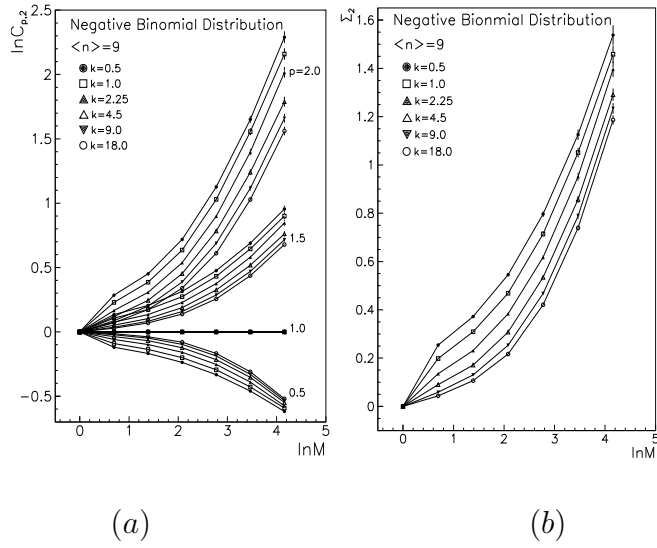 lnC_{p,2}
Negative Binomial Distribution
<n>=9
k=0.5
k=1.0
k=2.25
k=4.5
k=9.0
k=18.0
p=2.0
1.5
1.0
0.5
2.5
2
1.5
1
0.5
0
−0.5
0 1 2 3 4 5
lnM
(a)
Σ_2
Negative Bionmial Distribution
<n>=9
k=0.5
k=1.0
k=2.25
k=4.5
k=9.0
k=18.0
1.6
1.4
1.2
1
0.8
0.6
0.4
0.2
0
0 1 2 3 4 5
lnM
(b)